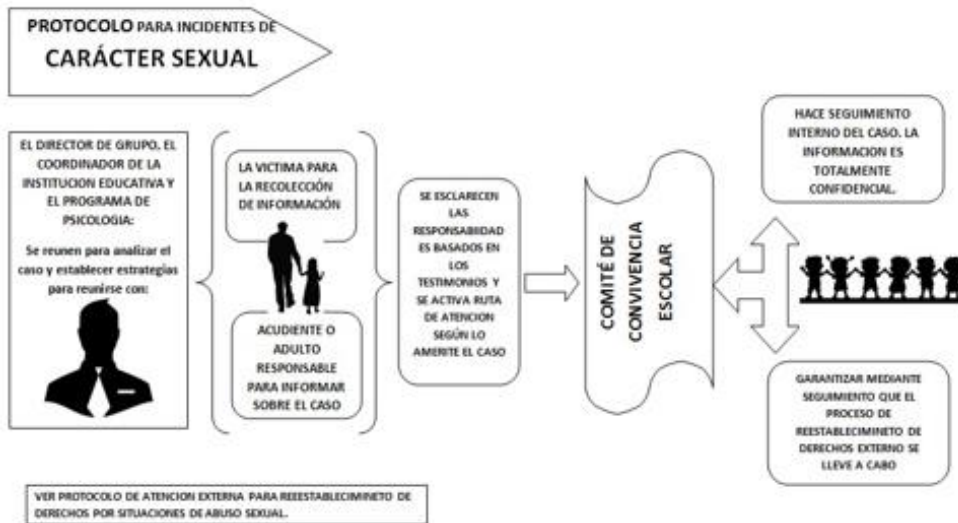 PROTOCOLO PARA INCIDENTES DE
CARÁCTER SEXUAL
EL DIRECTOR DE GRUPO, EL
COORDINADOR DE LA
INSTITUCION EDUCATIVA Y
EL PROGRAMA DE
PSICOLOGIA:
Se reunen para analizar el
caso y establecer estrategias
para reunirse con:
LA VICTIMA PARA
LA RECOLECCIÓN
DE INFORMACIÓN
ACUDIENTE O
ADULTO
RESPONSABLE
PARA INFORMAR
SOBRE EL CASO
SE ESCLARECEN
LAS
RESPONSABIIDAD
ES BASADOS EN
LOS
TESTIMONIOS Y
SE ACTIVA RUTA
DE ATENCION
SEGÚN LO
AMERITE EL CASO
COMITÉ DE
CONVIVENCIA
ESCOLAR
HACE SEGUIMIENTO
INTERNO DEL CASO. LA
INFORMACION ES
TOTALMENTE
CONFIDENCIAL.
GARANTIZAR MEDIANTE
SEGUIMIENTO QUE EL
PROCESO DE
REESTABLECIMINETO DE
DERECHOS EXTERNO SE
LLEVE A CABO
VER PROTOCOLO DE ATENCION EXTERNA PARA REEESTABLECIMINETO DE
DERECHOS POR SITUACIONES DE ABUSO SEXUAL.